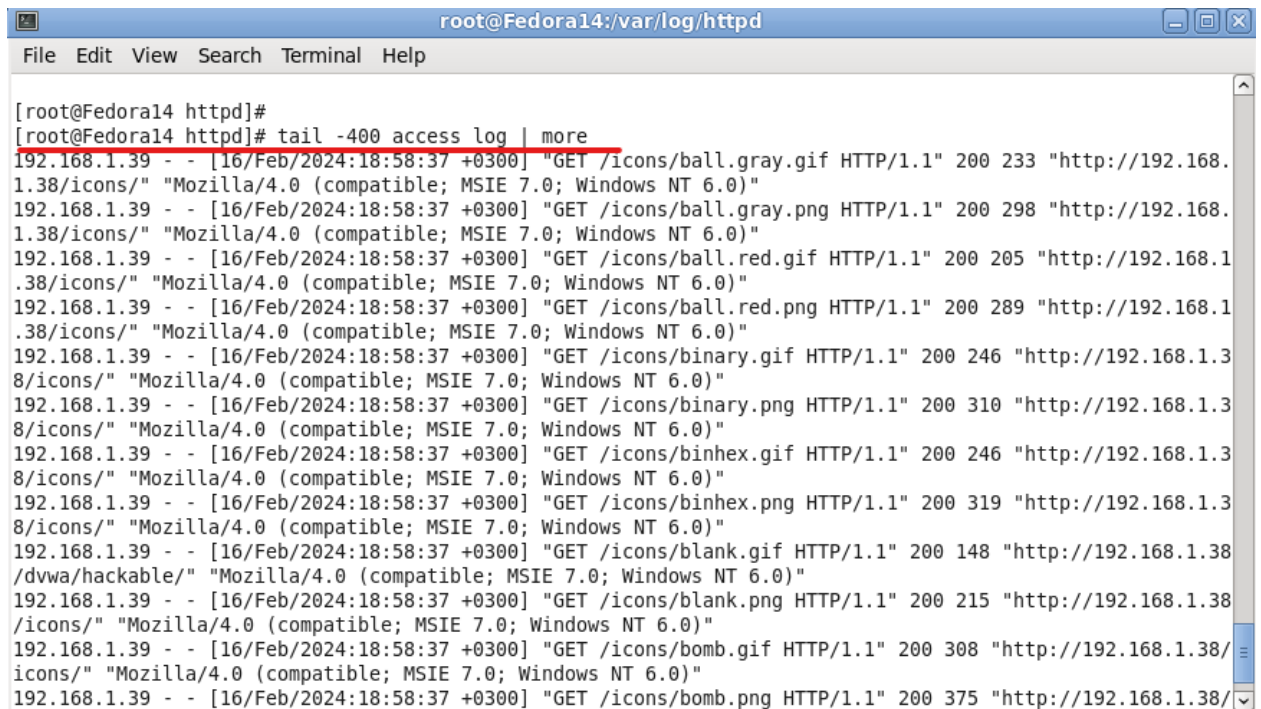 root@Fedora14:/var/log/httpd
File Edit View Search Terminal Help
[root@Fedora14 httpd]#
[root@Fedora14 httpd]# tail -400 access_log | more
192.168.1.39 - - [16/Feb/2024:18:58:37 +0300] "GET /icons/ball.gray.gif HTTP/1.1" 200 233 "http://192.168.
1.38/icons/" "Mozilla/4.0 (compatible; MSIE 7.0; Windows NT 6.0)"
192.168.1.39 - - [16/Feb/2024:18:58:37 +0300] "GET /icons/ball.gray.png HTTP/1.1" 200 298 "http://192.168.
1.38/icons/" "Mozilla/4.0 (compatible; MSIE 7.0; Windows NT 6.0)"
192.168.1.39 - - [16/Feb/2024:18:58:37 +0300] "GET /icons/ball.red.gif HTTP/1.1" 200 205 "http://192.168.1
.38/icons/" "Mozilla/4.0 (compatible; MSIE 7.0; Windows NT 6.0)"
192.168.1.39 - - [16/Feb/2024:18:58:37 +0300] "GET /icons/ball.red.png HTTP/1.1" 200 289 "http://192.168.1
.38/icons/" "Mozilla/4.0 (compatible; MSIE 7.0; Windows NT 6.0)"
192.168.1.39 - - [16/Feb/2024:18:58:37 +0300] "GET /icons/binary.gif HTTP/1.1" 200 246 "http://192.168.1.3
8/icons/" "Mozilla/4.0 (compatible; MSIE 7.0; Windows NT 6.0)"
192.168.1.39 - - [16/Feb/2024:18:58:37 +0300] "GET /icons/binary.png HTTP/1.1" 200 310 "http://192.168.1.3
8/icons/" "Mozilla/4.0 (compatible; MSIE 7.0; Windows NT 6.0)"
192.168.1.39 - - [16/Feb/2024:18:58:37 +0300] "GET /icons/binhex.gif HTTP/1.1" 200 246 "http://192.168.1.3
8/icons/" "Mozilla/4.0 (compatible; MSIE 7.0; Windows NT 6.0)"
192.168.1.39 - - [16/Feb/2024:18:58:37 +0300] "GET /icons/binhex.png HTTP/1.1" 200 319 "http://192.168.1.3
8/icons/" "Mozilla/4.0 (compatible; MSIE 7.0; Windows NT 6.0)"
192.168.1.39 - - [16/Feb/2024:18:58:37 +0300] "GET /icons/blank.gif HTTP/1.1" 200 148 "http://192.168.1.38
/dvwa/hackable/" "Mozilla/4.0 (compatible; MSIE 7.0; Windows NT 6.0)"
192.168.1.39 - - [16/Feb/2024:18:58:37 +0300] "GET /icons/blank.png HTTP/1.1" 200 215 "http://192.168.1.38
/icons/" "Mozilla/4.0 (compatible; MSIE 7.0; Windows NT 6.0)"
192.168.1.39 - - [16/Feb/2024:18:58:37 +0300] "GET /icons/bomb.gif HTTP/1.1" 200 308 "http://192.168.1.38/
icons/" "Mozilla/4.0 (compatible; MSIE 7.0; Windows NT 6.0)"
192.168.1.39 - - [16/Feb/2024:18:58:37 +0300] "GET /icons/bomb.png HTTP/1.1" 200 375 "http://192.168.1.38/